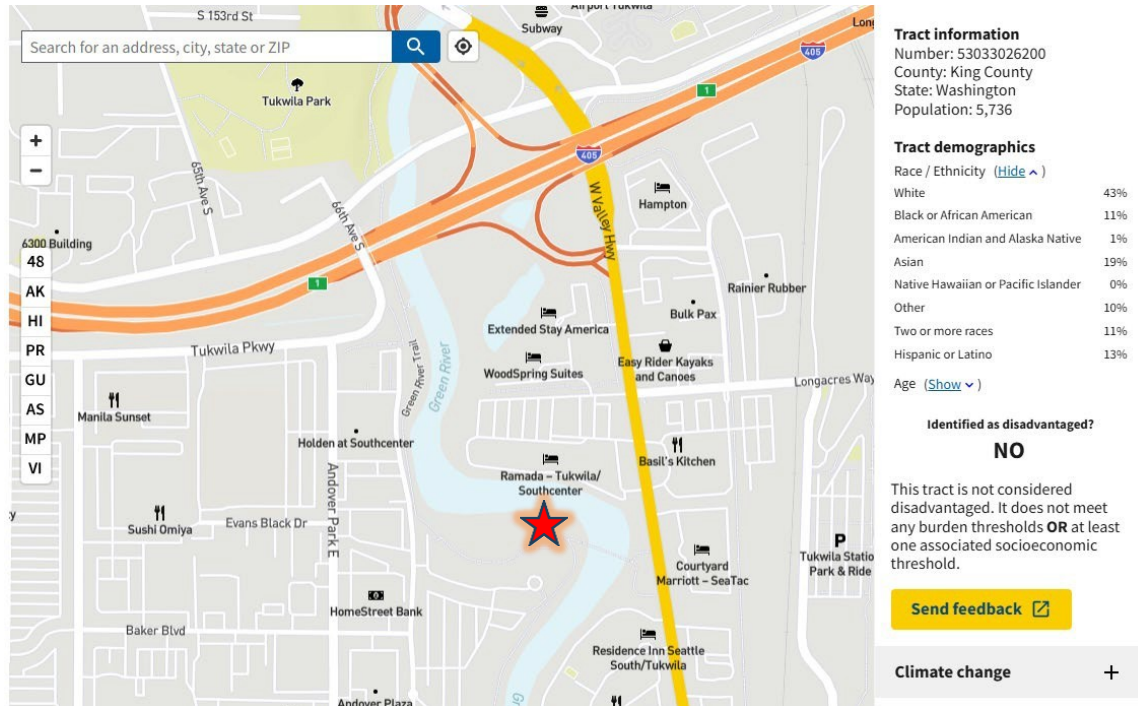 S 153rd St
Airport Tukwila
Subway
Search for an address, city, state or ZIP
405
1
Tukwila Park
+
−
405
65th Ave S
66th Ave S
W Valley Hwy
Hampton
6300 Building
48
AK
HI
PR
GU
AS
MP
VI
1
Rainier Rubber
Bulk Pax
Extended Stay America
Tukwila Pkwy
Green River Trail
Green River
WoodSpring Suites
Easy Rider Kayaks
and Canoes
Longacres Way
Manila Sunset
Holden at Southcenter
Basil's Kitchen
Ramada – Tukwila/
Southcenter
Andover Park E
Sushi Omiya
Evans Black Dr
P
Tukwila Statio
Park & Ride
Courtyard
Marriott – SeaTac
HomeStreet Bank
Baker Blvd
Residence Inn Seattle
South/Tukwila
Andover Plaza
Tract information
Number: 53033026200
County: King County
State: Washington
Population: 5,736
Tract demographics
Race / Ethnicity (Hide)
White 43%
Black or African American 11%
American Indian and Alaska Native 1%
Asian 19%
Native Hawaiian or Pacific Islander 0%
Other 10%
Two or more races 11%
Hispanic or Latino 13%
Age (Show)
Identified as disadvantaged?
NO
This tract is not considered
disadvantaged. It does not meet
any burden thresholds OR at least
one associated socioeconomic
threshold.
Send feedback
Climate change +